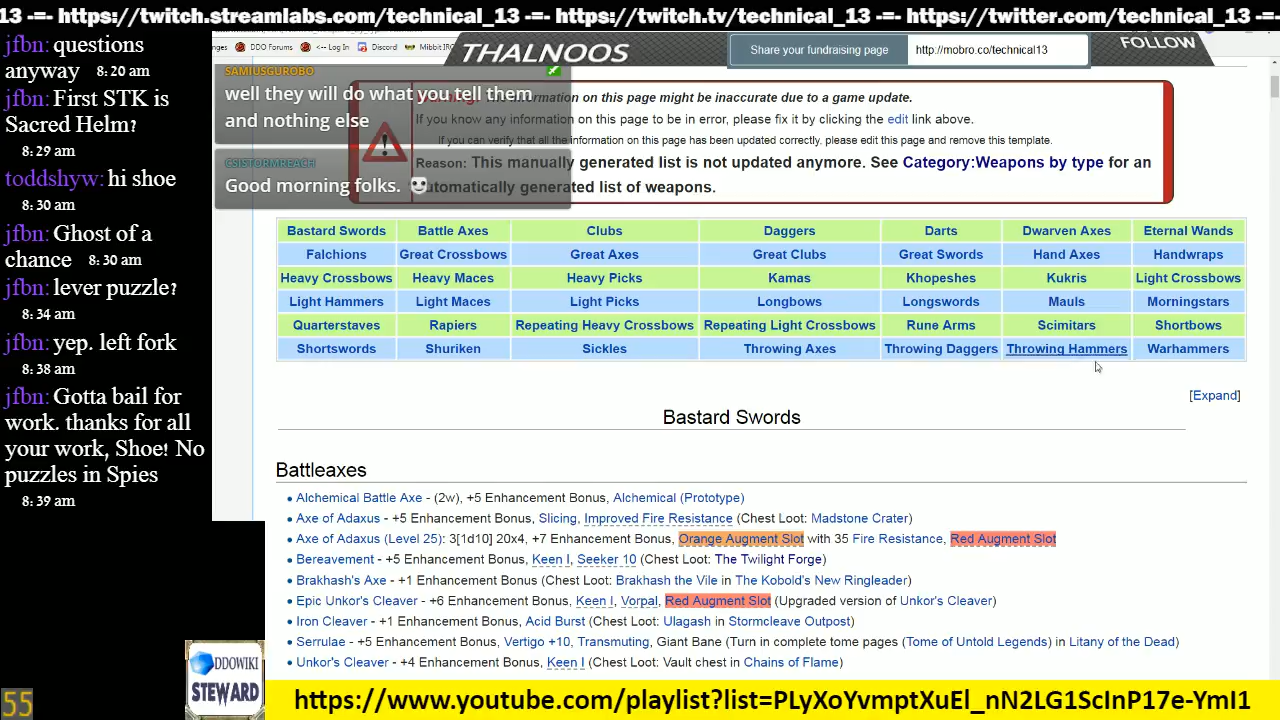 13 -=- https://twitch.streamlabs.com/technical_13 -=- https://twitch.tv/technical_13 -=- https://twitter.com/technical_13 -=-
jfbn: questions
anyway 8:20 am
jfbn: First STK is
Sacred Helm?
8:29 am
toddshyw: hi shoe
8:30 am
jfbn: Ghost of a
chance 8:30 am
jfbn: lever puzzle?
8:34 am
jfbn: yep. left fork
8:38 am
jfbn: Gotta bail for
work. thanks for all
your work, Shoe! No
puzzles in Spies
8:39 am
55
DDO Forums <-- Log In Discord Mibbit IRC
THALNOOS
Share your fundraising page http://mobro.co/technical13
FOLLOW
SAMIUSGUROBO
well they will do what you tell them
and nothing else
CSISTORMREACH
Good morning folks.
information on this page might be inaccurate due to a game update.
If you know any information on this page to be in error, please fix it by clicking the edit link above.
If you can verify that all the information on this page has been updated correctly, please edit this page and remove this template.
Reason: This manually generated list is not updated anymore. See Category:Weapons by type for an
automatically generated list of weapons.
Bastard Swords Battle Axes Clubs Daggers Darts Dwarven Axes Eternal Wands
Falchions Great Crossbows Great Axes Great Clubs Great Swords Hand Axes Handwraps
Heavy Crossbows Heavy Maces Heavy Picks Kamas Khopeshes Kukris Light Crossbows
Light Hammers Light Maces Light Picks Longbows Longswords Mauls Morningstars
Quarterstaves Rapiers Repeating Heavy Crossbows Repeating Light Crossbows Rune Arms Scimitars Shortbows
Shortswords Shuriken Sickles Throwing Axes Throwing Daggers Throwing Hammers Warhammers
[Expand]
Bastard Swords
Battleaxes
Alchemical Battle Axe - (2w), +5 Enhancement Bonus, Alchemical (Prototype)
Axe of Adaxus - +5 Enhancement Bonus, Slicing, Improved Fire Resistance (Chest Loot: Madstone Crater)
Axe of Adaxus (Level 25): 3[1d10] 20x4, +7 Enhancement Bonus, Orange Augment Slot with 35 Fire Resistance, Red Augment Slot
Bereavement - +5 Enhancement Bonus, Keen I, Seeker 10 (Chest Loot: The Twilight Forge)
Brakhash's Axe - +1 Enhancement Bonus (Chest Loot: Brakhash the Vile in The Kobold's New Ringleader)
Epic Unkor's Cleaver - +6 Enhancement Bonus, Keen I, Vorpal, Red Augment Slot (Upgraded version of Unkor's Cleaver)
Iron Cleaver - +1 Enhancement Bonus, Acid Burst (Chest Loot: Ulagash in Stormcleave Outpost)
Serrulae - +5 Enhancement Bonus, Vertigo +10, Transmuting, Giant Bane (Turn in complete tome pages (Tome of Untold Legends) in Litany of the Dead)
Unkor's Cleaver - +4 Enhancement Bonus, Keen I (Chest Loot: Vault chest in Chains of Flame)
DDOWIKI
STEWARD
https://www.youtube.com/playlist?list=PLyXoYvmptXuEl_nN2LG1ScInP17e-YmI1